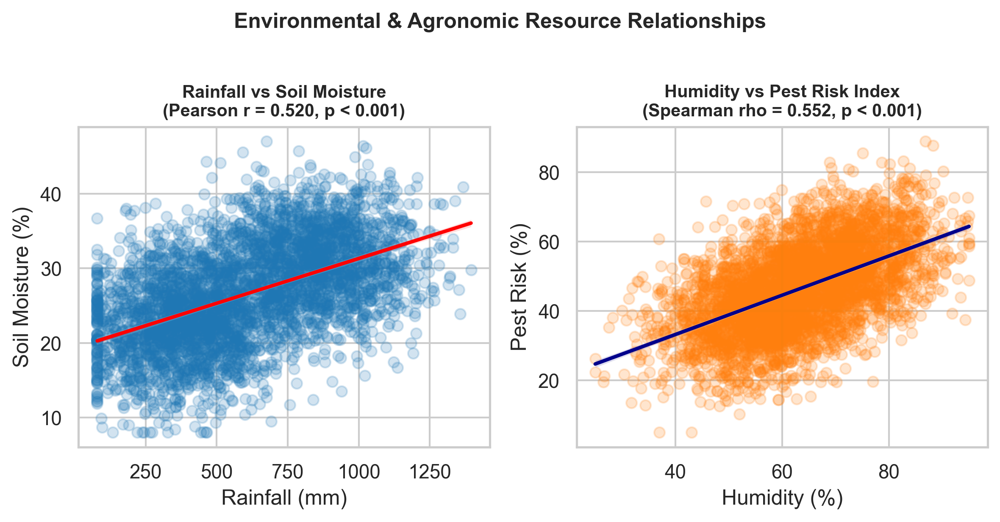 Environmental & Agronomic Resource Relationships
Rainfall vs Soil Moisture
(Pearson r = 0.520, p < 0.001)
Soil Moisture (%)
40
30
20
10
250 500 750 1000 1250
Rainfall (mm)
Humidity vs Pest Risk Index
(Spearman rho = 0.552, p < 0.001)
Pest Risk (%)
80
60
40
20
40 60 80
Humidity (%)